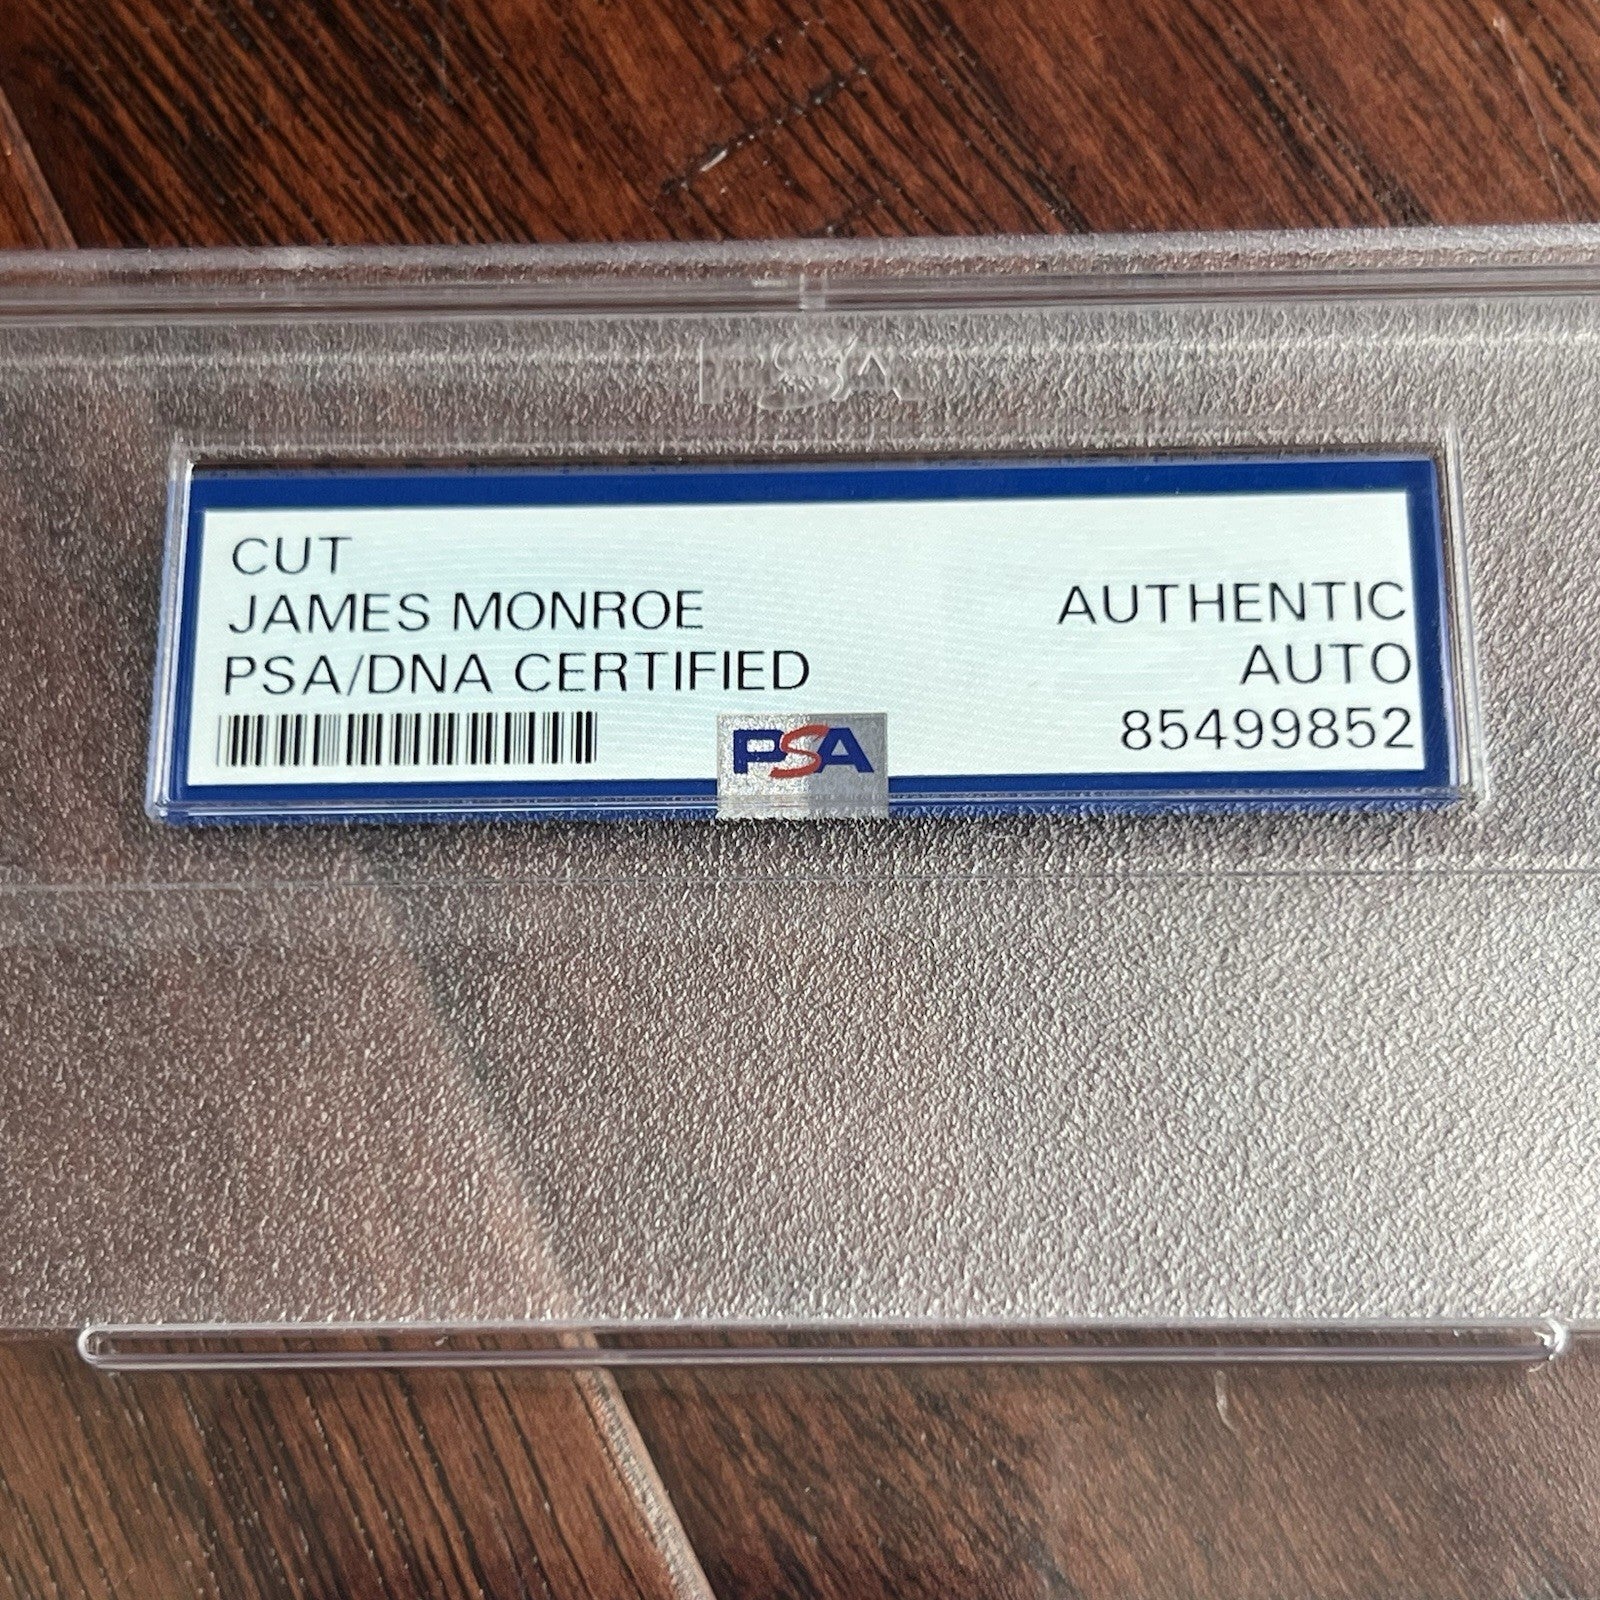 PSA
CUT
JAMES MONROE
PSA/DNA CERTIFIED
AUTHENTIC
AUTO
85499852
PSA